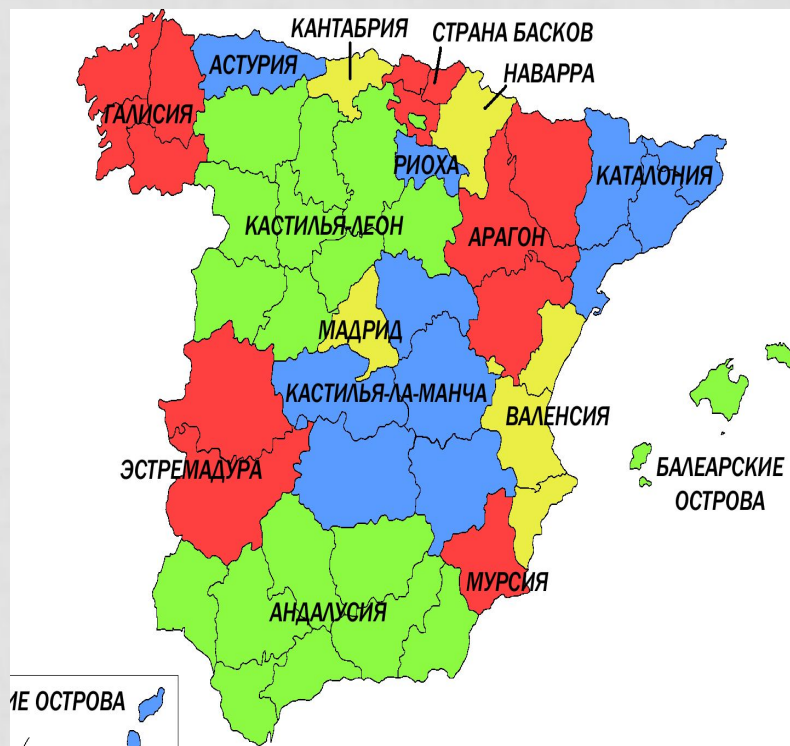 КАНТАБРИЯ
СТРАНА БАСКОВ
АСТУРИЯ
НАВАРРА
ГАЛИСИЯ
РИОХА
КАТАЛОНИЯ
КАСТИЛЬЯ-ЛЕОН
АРАГОН
МАДРИД
КАСТИЛЬЯ-ЛА-МАНЧА
ВАЛЕНСИЯ
ЭСТРЕМАДУРА
БАЛЕАРСКИЕ
ОСТРОВА
МУРСИЯ
АНДАЛУСИЯ
ИЕ ОСТРОВА